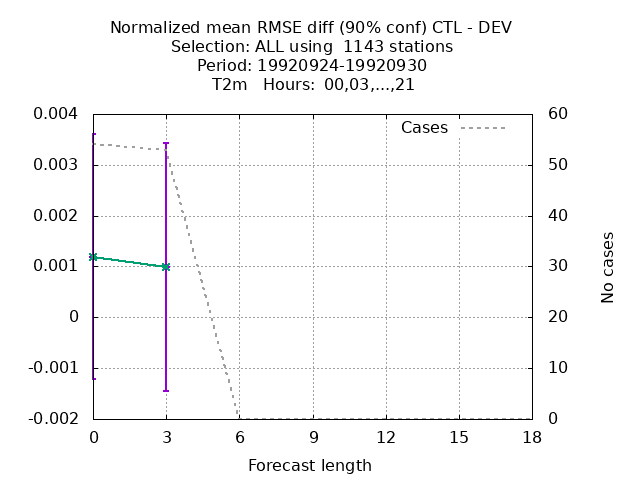 Normalized mean RMSE diff (90% conf) CTL - DEV
Selection: ALL using  1143 stations
Period: 19920924-19920930
T2m   Hours:  00,03,...,21
Cases
0.004
0.003
0.002
0.001
0
-0.001
-0.002
60
50
40
30
20
10
0
No cases
0 3 6 9 12 15 18
Forecast length